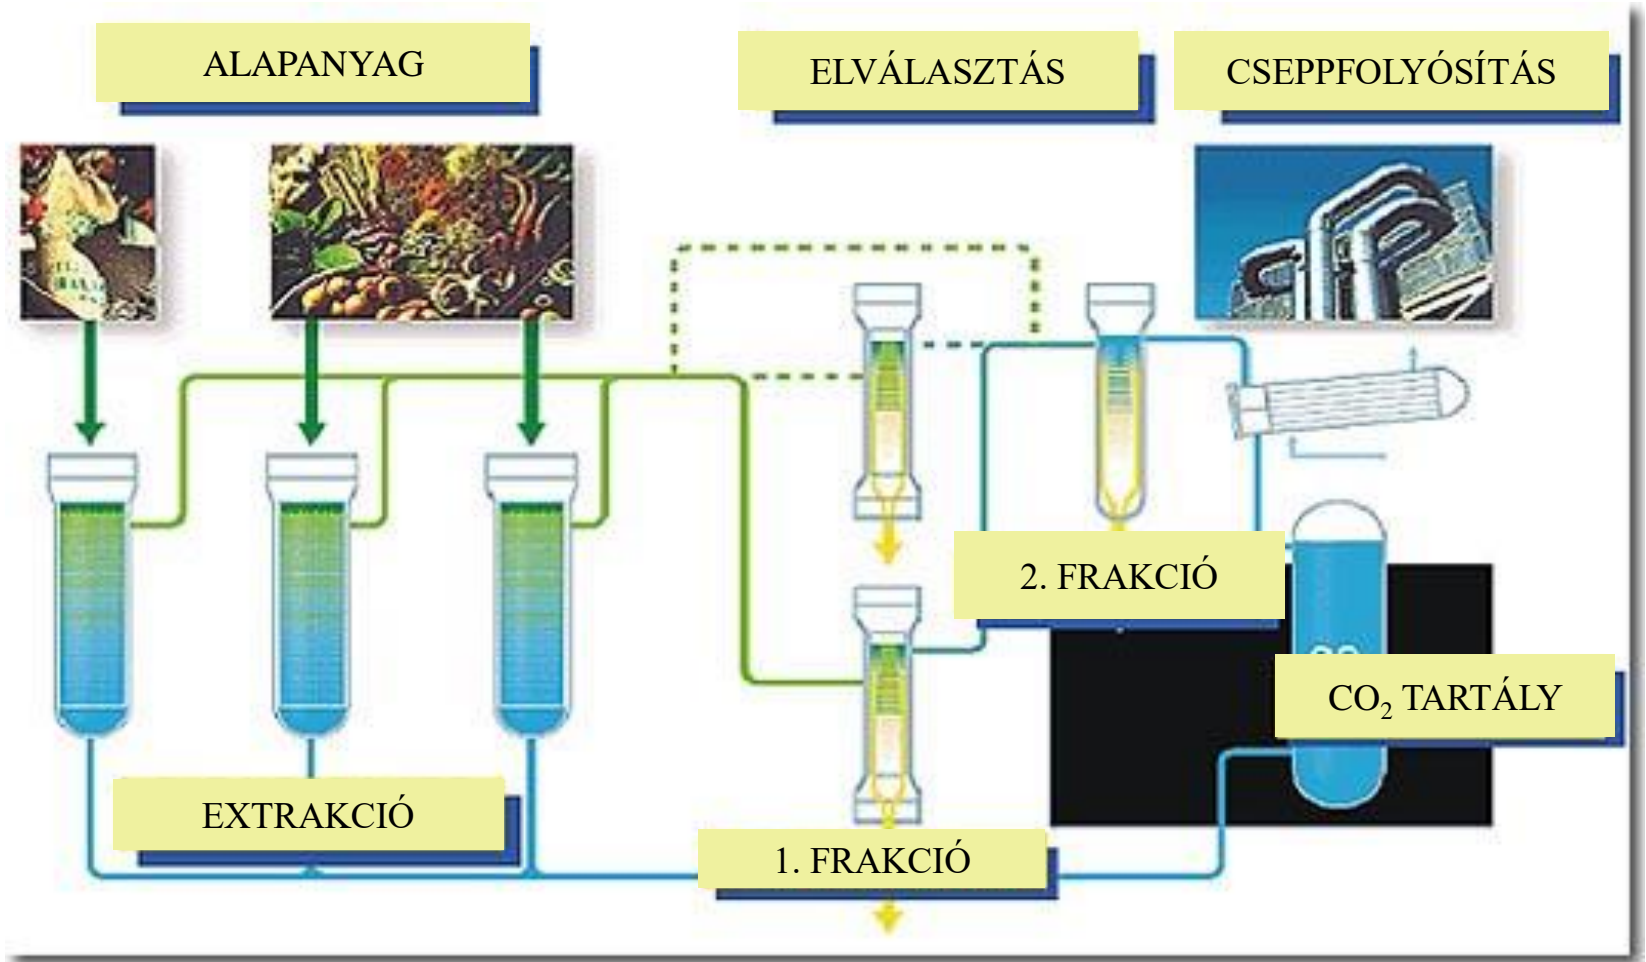 ALAPANYAG
ELVÁLASZTÁS
CSEPPFOLYÓSÍTÁS
2. FRAKCIÓ
CO₂ TARTÁLY
EXTRAKCIÓ
1. FRAKCIÓ